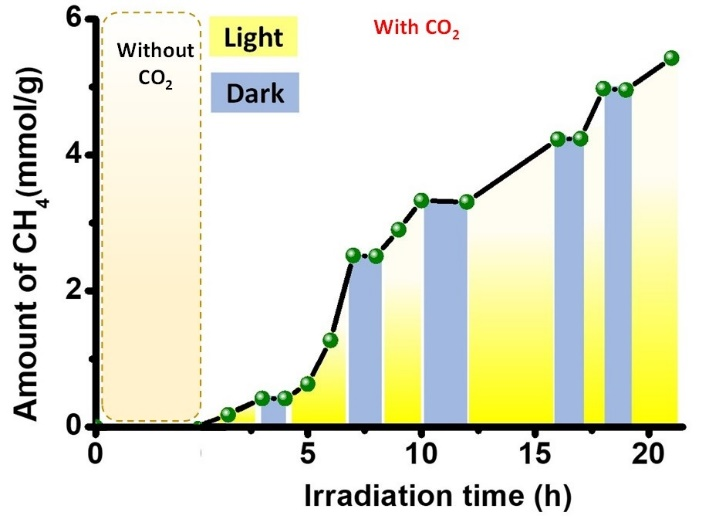 6
Without
CO₂
Light
With CO₂
Dark
4
2
0
Amount of CH₄(mmol/g)
0
5
10
15
20
Irradiation time (h)